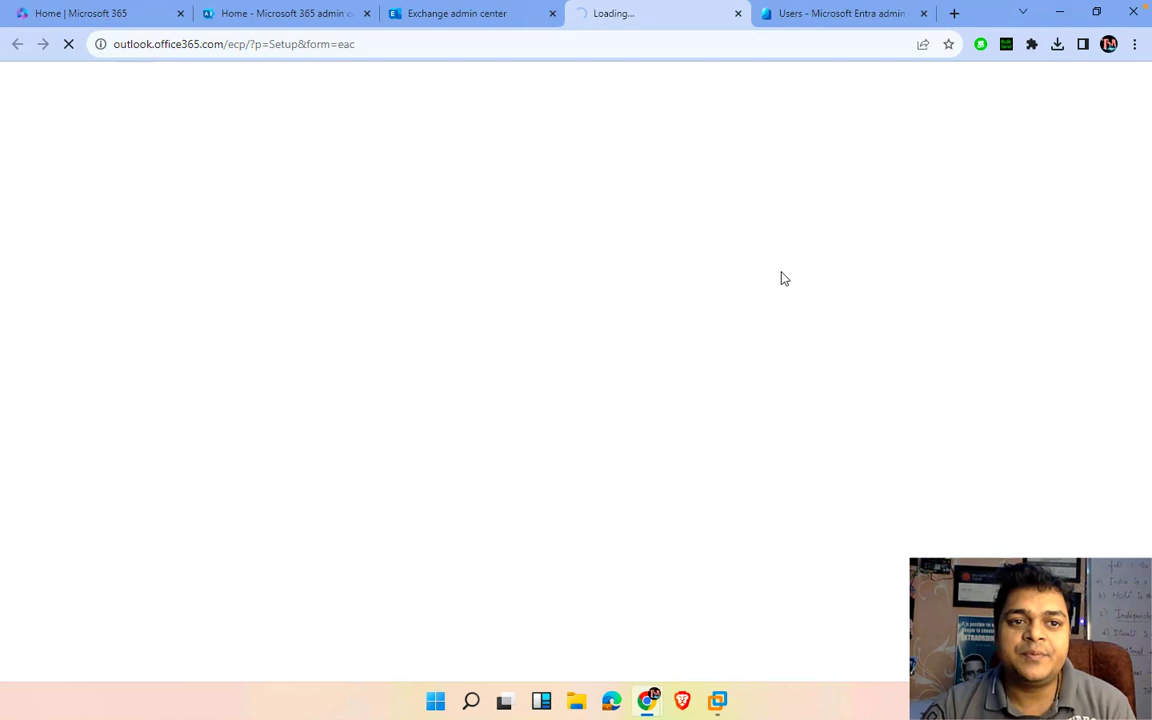 Home | Microsoft 365
Home - Microsoft 365 admin c
Exchange admin center
Loading...
Users - Microsoft Entra admin
outlook.office365.com/ecp/?p=Setup&form=eac
EXTRAORDIN